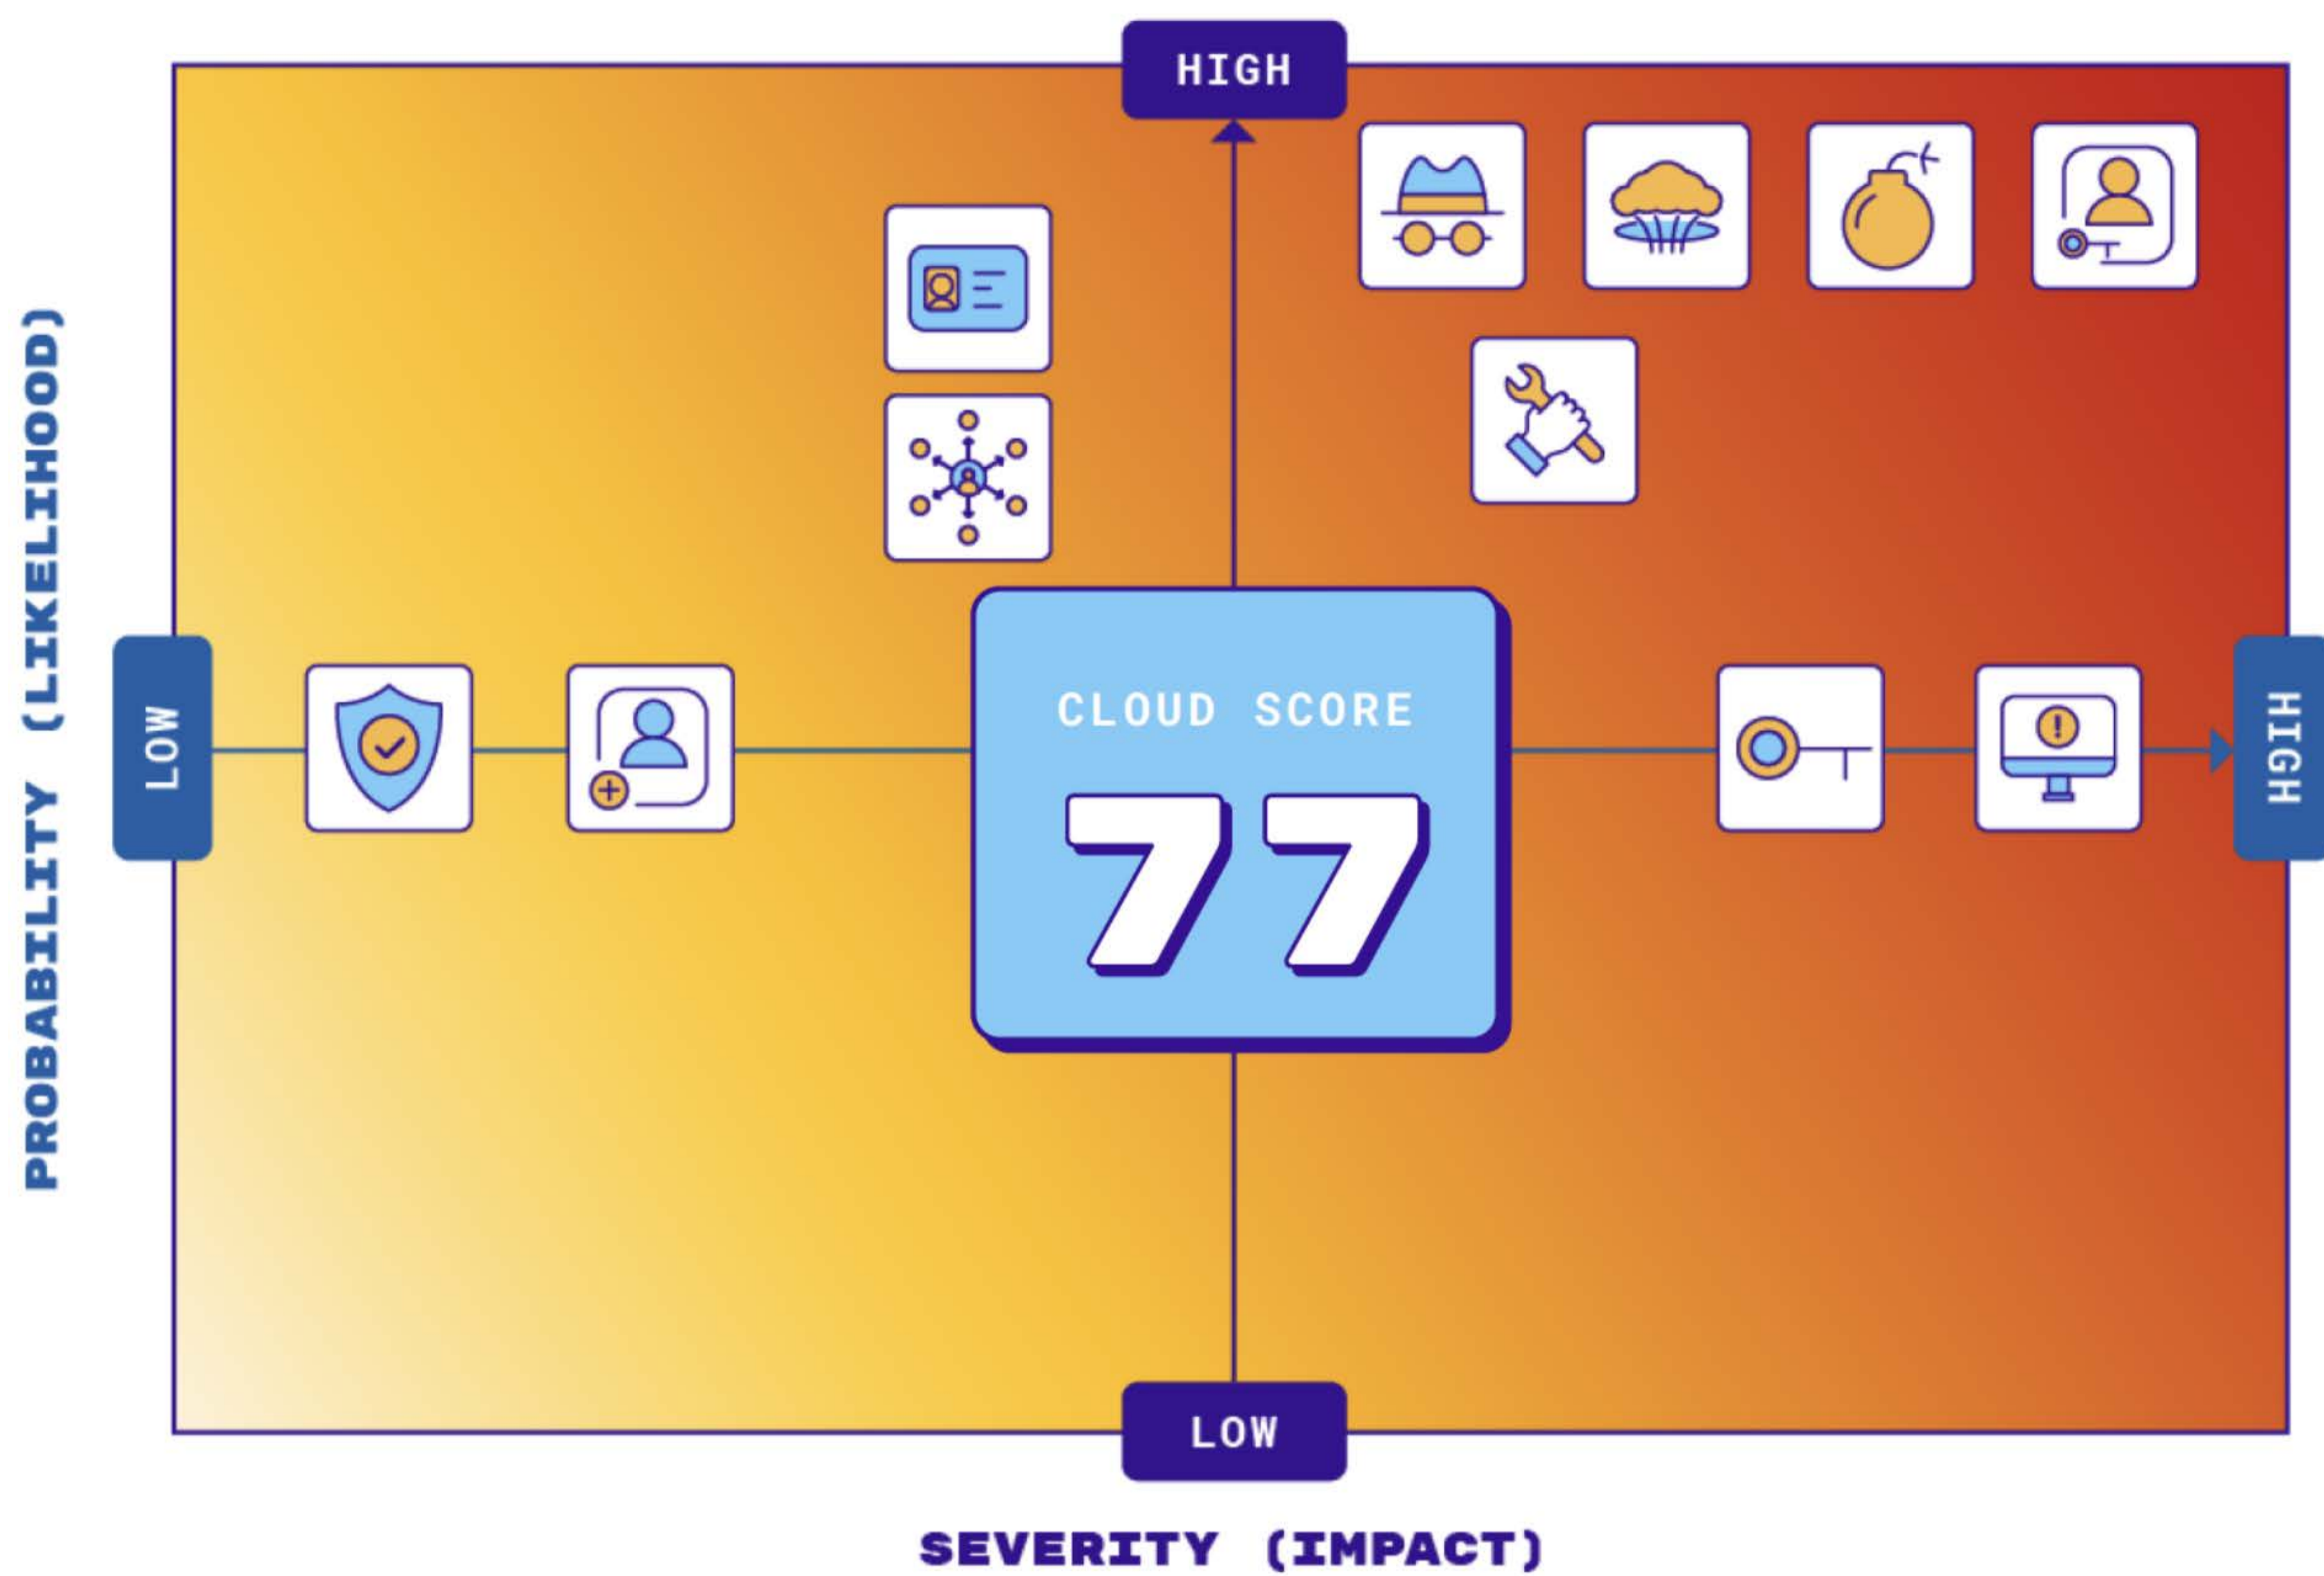 HIGH
PROBABILITY (LIKELIHOOD)
LOW
CLOUD SCORE
77
HIGH
LOW
SEVERITY (IMPACT)